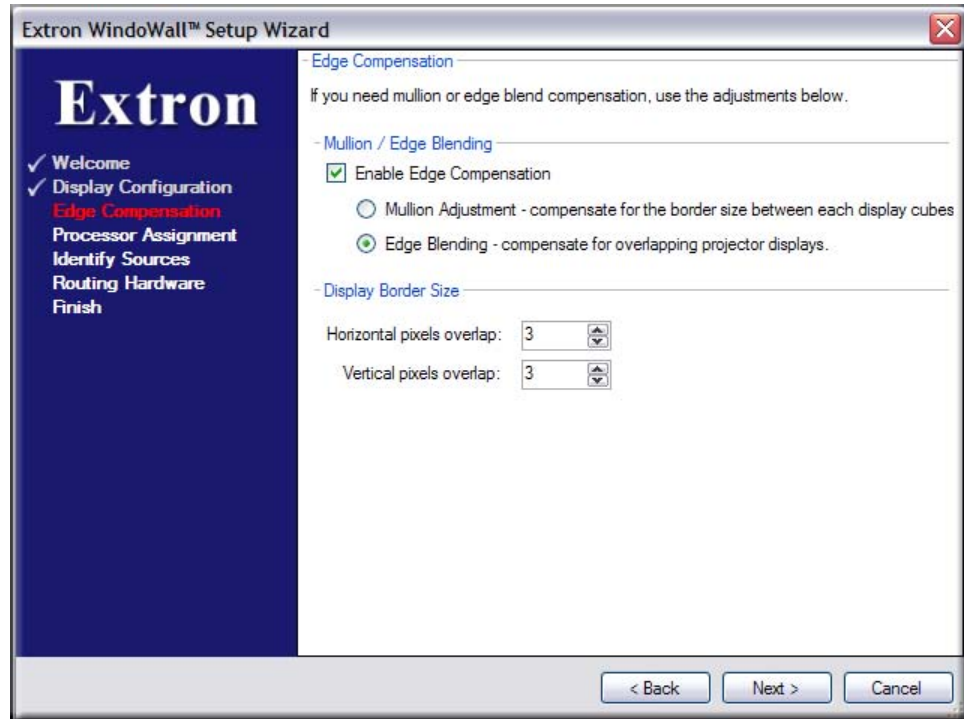 Extron WindoWall™ Setup Wizard
Extron
✓ Welcome
✓ Display Configuration
Edge Compensation
Processor Assignment
Identify Sources
Routing Hardware
Finish
Edge Compensation
If you need mullion or edge blend compensation, use the adjustments below.
Mullion / Edge Blending
Enable Edge Compensation
Mullion Adjustment - compensate for the border size between each display cubes
Edge Blending - compensate for overlapping projector displays.
Display Border Size
Horizontal pixels overlap: 3
Vertical pixels overlap: 3
< Back Next > Cancel